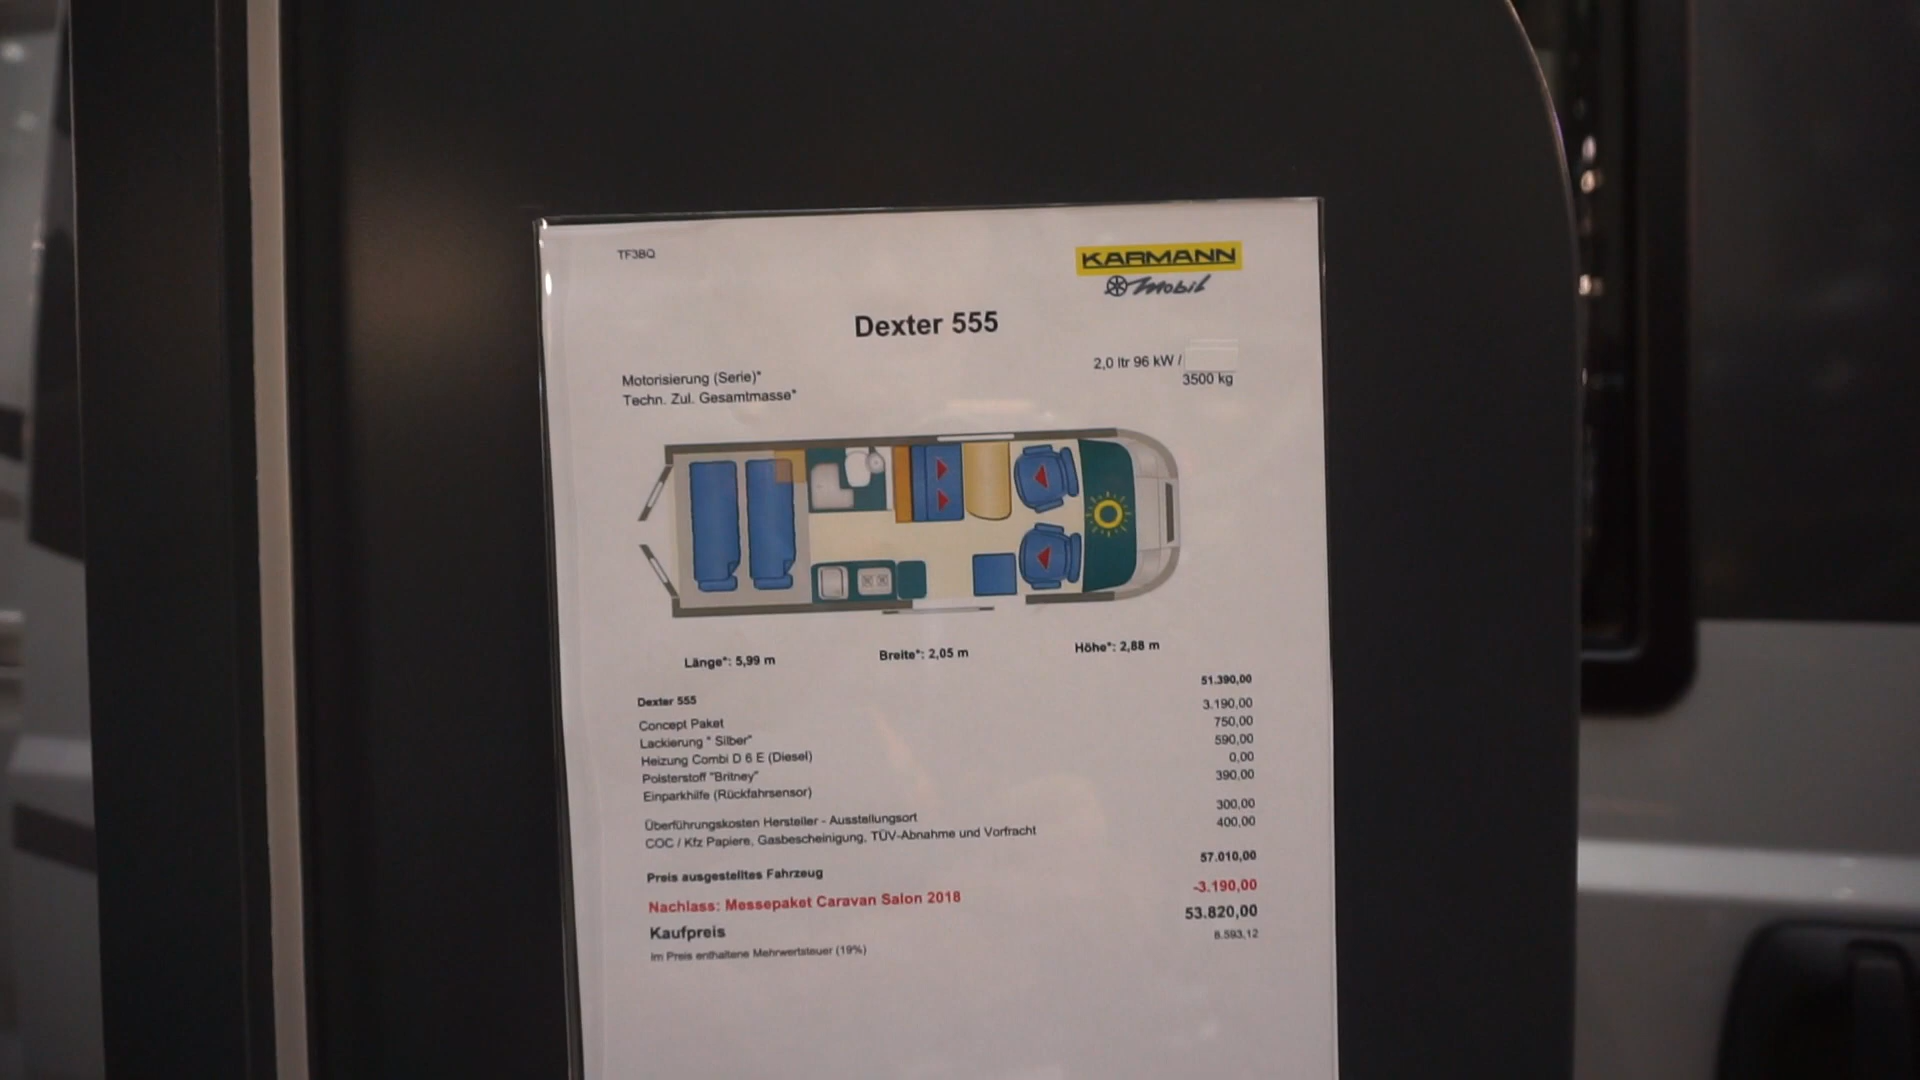 TF3BQ
KARMANN
Mobil
Dexter 555
Motorisierung (Serie)* 2,0 ltr 96 kW /
Techn. Zul. Gesamtmasse* 3500 kg
Länge*: 5,99 m Breite*: 2,05 m Höhe*: 2,88 m
Dexter 555 51.390,00
Concept Paket 3.190,00
Lackierung " Silber" 750,00
Heizung Combi D 6 E (Diesel) 590,00
Polsterstoff "Britney" 0,00
Einparkhilfe (Rückfahrsensor) 390,00
Überführungskosten Hersteller - Ausstellungsort 300,00
COC / Kfz Papiere, Gasbescheinigung, TÜV-Abnahme und Vorfracht 400,00
Preis ausgestelltes Fahrzeug 57.010,00
Nachlass: Messepaket Caravan Salon 2018 -3.190,00
Kaufpreis 53.820,00
Im Preis enthaltene Mehrwertsteuer (19%) 8.593,12